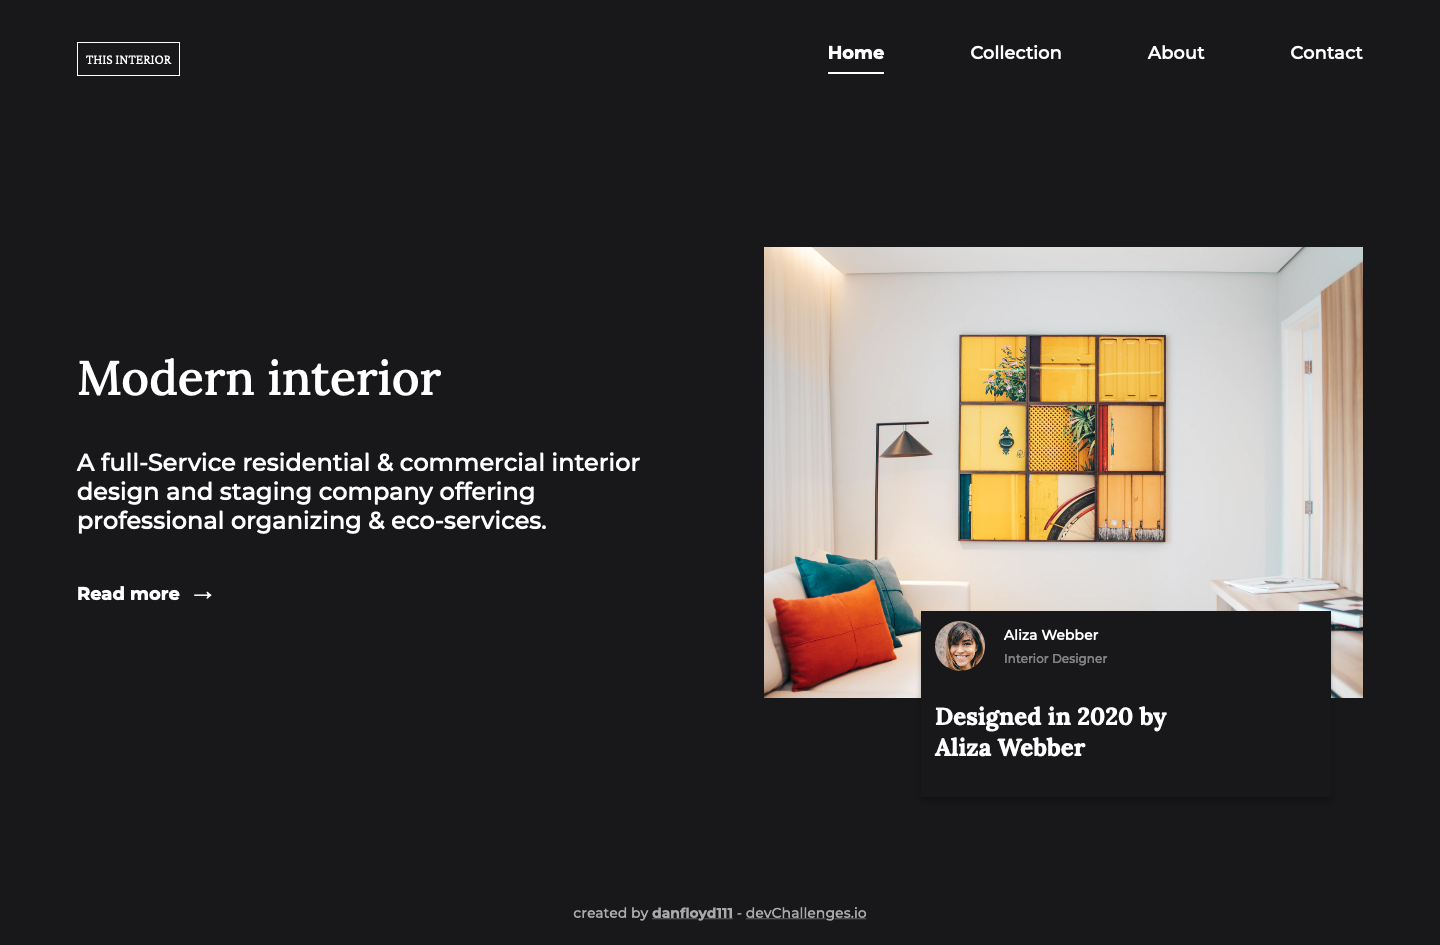 THIS INTERIOR
Home
Collection
About
Contact
Modern interior
A full-Service residential & commercial interior
design and staging company offering
professional organizing & eco-services.
Read more →
Aliza Webber
Interior Designer
Designed in 2020 by
Aliza Webber
created by danfloyd111 - devChallenges.io